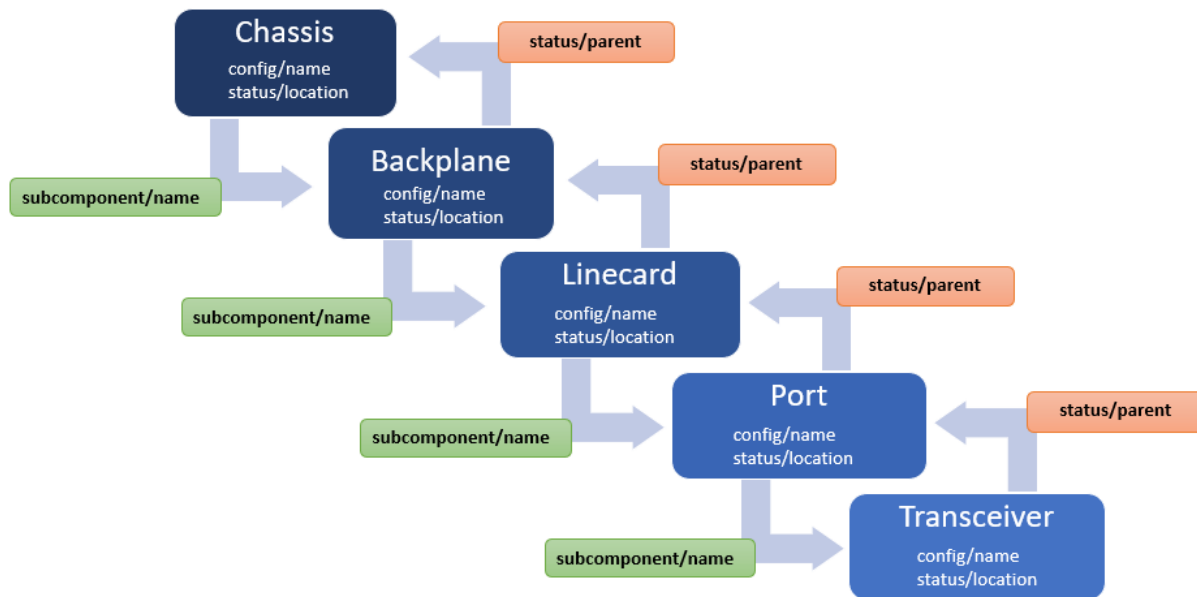 Chassis
config/name
status/location
status/parent
subcomponent/name
Backplane
config/name
status/location
status/parent
subcomponent/name
Linecard
config/name
status/location
status/parent
subcomponent/name
Port
config/name
status/location
status/parent
subcomponent/name
Transceiver
config/name
status/location